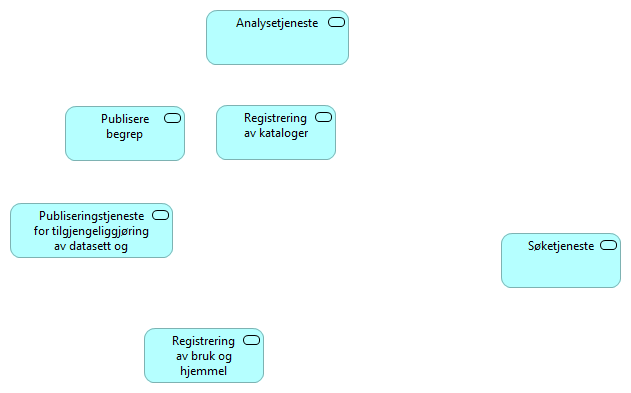 Analysetjeneste
Publisere
begrep
Registrering
av kataloger
Publiseringstjeneste
for tilgjengeliggjøring
av datasett og
Søketjeneste
Registrering
av bruk og
hjemmel